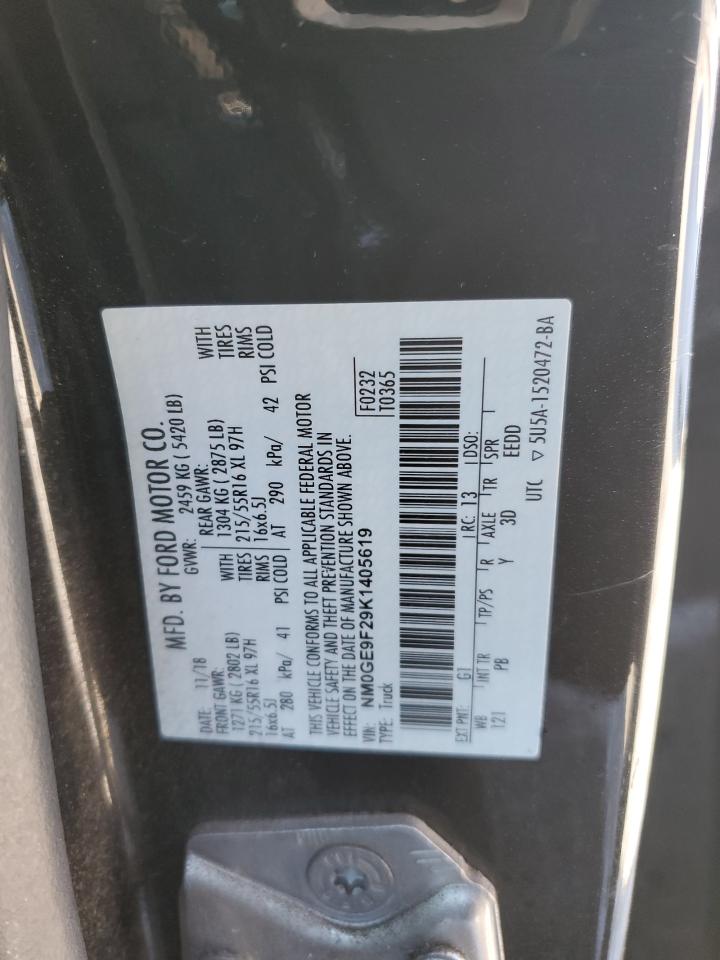 MFD. BY FORD MOTOR CO.
DATE: 11/18 GVWR: 2459 KG ( 5420 LB)
FRONT GAWR: REAR GAWR:
1271 KG ( 2802 LB) WITH 1304 KG ( 2875 LB) WITH
215/55R16 XL 97H TIRES 215/55R16 XL 97H TIRES
16x6.5J RIMS 16x6.5J RIMS
AT 280 kPa/ 41 PSI COLD AT 290 kPa/ 42 PSI COLD
THIS VEHICLE CONFORMS TO ALL APPLICABLE FEDERAL MOTOR
VEHICLE SAFETY AND THEFT PREVENTION STANDARDS IN
EFFECT ON THE DATE OF MANUFACTURE SHOWN ABOVE.
VIN: NM0GE9F29K1405619 F0232
TYPE: Truck T0365
EXT PNT: G1 RC: 13 DSO:
WB INT TR TP/PS R AXLE TR SPR
121 PB Y 3D EEDD
UTC ▽ 5U5A-1520472-BA